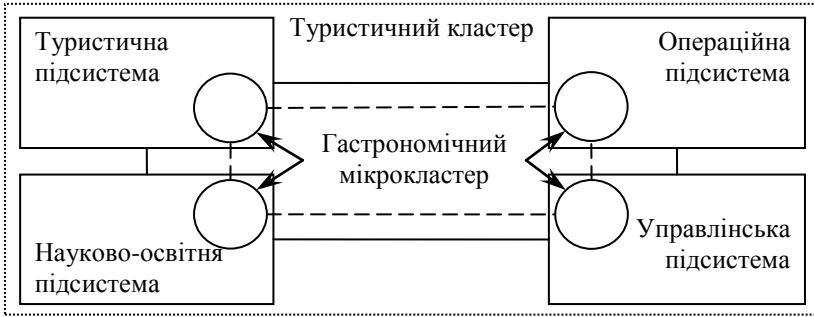 Туристична
підсистема
Туристичний кластер
Операційна
підсистема
Гастрономічний
мікрокластер
Науково-освітня
підсистема
Управлінська
підсистема